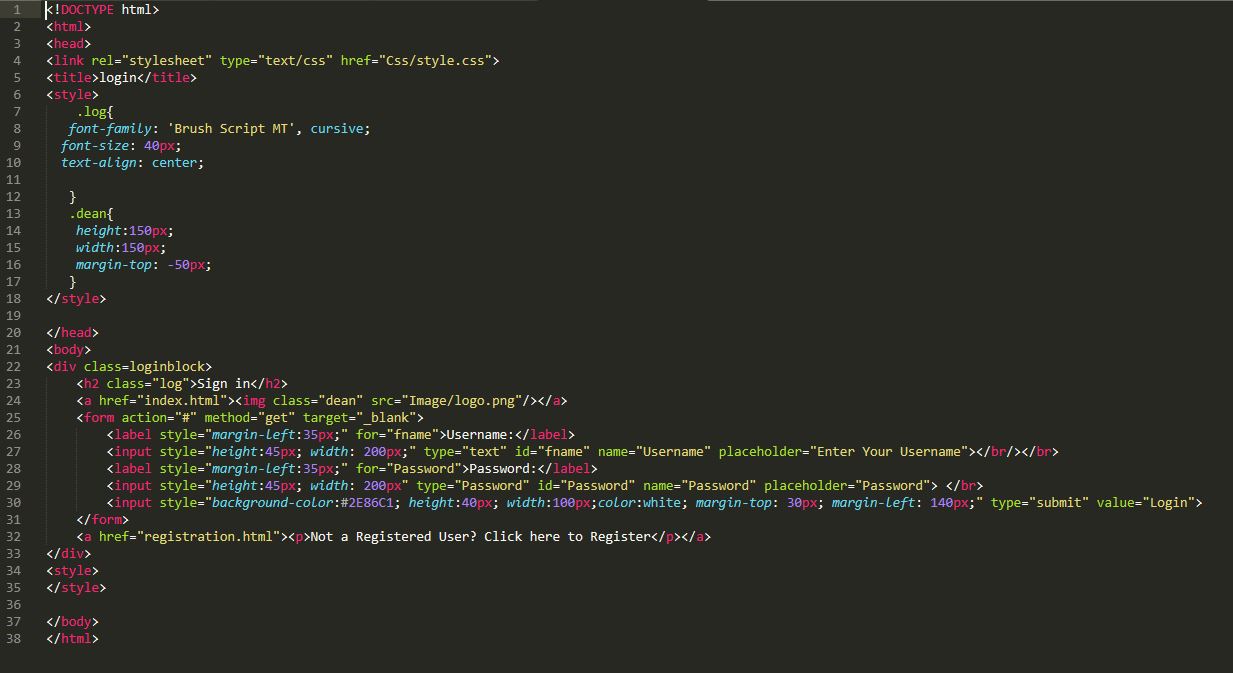 1 <!DOCTYPE html>
2 <html>
3 <head>
4 <link rel="stylesheet" type="text/css" href="Css/style.css">
5 <title>login</title>
6 <style>
7 .log{
8 font-family: 'Brush Script MT', cursive;
9 font-size: 40px;
10 text-align: center;
11
12 }
13 .dean{
14 height:150px;
15 width:150px;
16 margin-top: -50px;
17 }
18 </style>
19
20 </head>
21 <body>
22 <div class=loginblock>
23 <h2 class="log">Sign in</h2>
24 <a href="index.html"><img class="dean" src="Image/logo.png"/></a>
25 <form action="#" method="get" target="_blank">
26 <label style="margin-left:35px;" for="fname">Username:</label>
27 <input style="height:45px; width: 200px;" type="text" id="fname" name="Username" placeholder="Enter Your Username"></br/></br>
28 <label style="margin-left:35px;" for="Password">Password:</label>
29 <input style="height:45px; width: 200px" type="Password" id="Password" name="Password" placeholder="Password"> </br>
30 <input style="background-color:#2E86C1; height:40px; width:100px;color:white; margin-top: 30px; margin-left: 140px;" type="submit" value="Login">
31 </form>
32 <a href="registration.html"><p>Not a Registered User? Click here to Register</p></a>
33 </div>
34 <style>
35 </style>
36
37 </body>
38 </html>